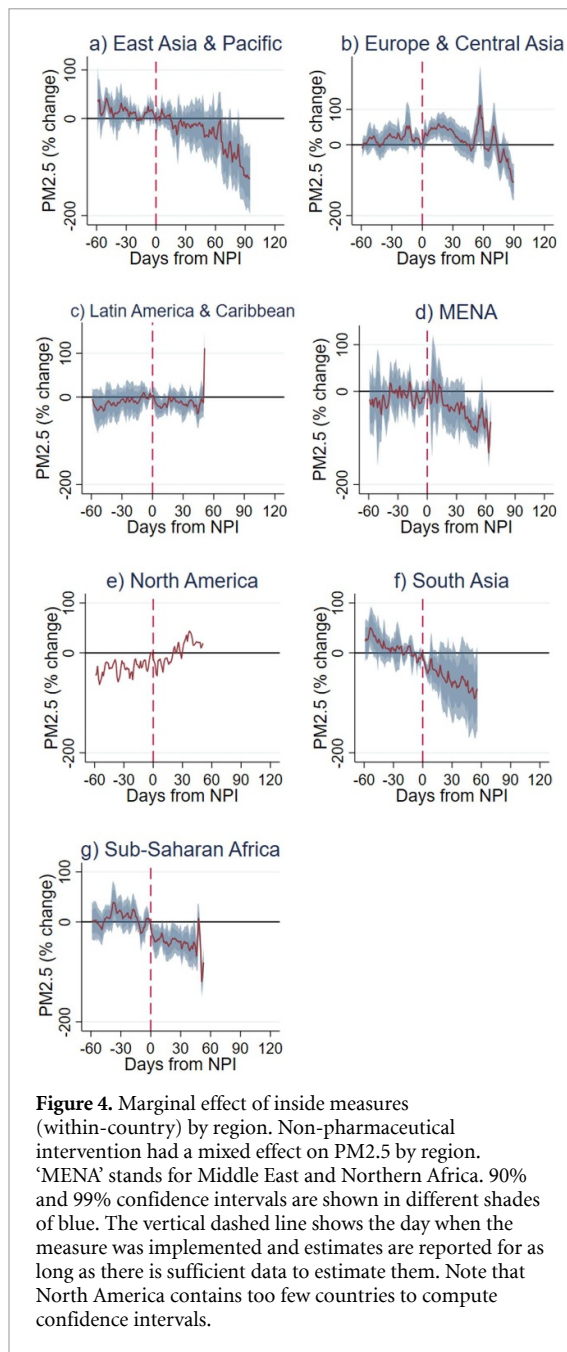 a) East Asia & Pacific
PM2.5 (% change)
100
0
-200
-60 -30 0 30 60 90 120
Days from NPI
b) Europe & Central Asia
PM2.5 (% change)
100
0
-200
-60 -30 0 30 60 90 120
Days from NPI
c) Latin America & Caribbean
PM2.5 (% change)
100
0
-200
-60 -30 0 30 60 90 120
Days from NPI
d) MENA
PM2.5 (% change)
100
0
-200
-60 -30 0 30 60 90 120
Days from NPI
e) North America
PM2.5 (% change)
100
0
-200
-60 -30 0 30 60 90 120
Days from NPI
f) South Asia
PM2.5 (% change)
100
0
-200
-60 -30 0 30 60 90 120
Days from NPI
g) Sub-Saharan Africa
PM2.5 (% change)
100
0
-200
-60 -30 0 30 60 90 120
Days from NPI
Figure 4. Marginal effect of inside measures
(within-country) by region. Non-pharmaceutical
intervention had a mixed effect on PM2.5 by region.
‘MENA’ stands for Middle East and Northern Africa. 90%
and 99% confidence intervals are shown in different shades
of blue. The vertical dashed line shows the day when the
measure was implemented and estimates are reported for as
long as there is sufficient data to estimate them. Note that
North America contains too few countries to compute
confidence intervals.